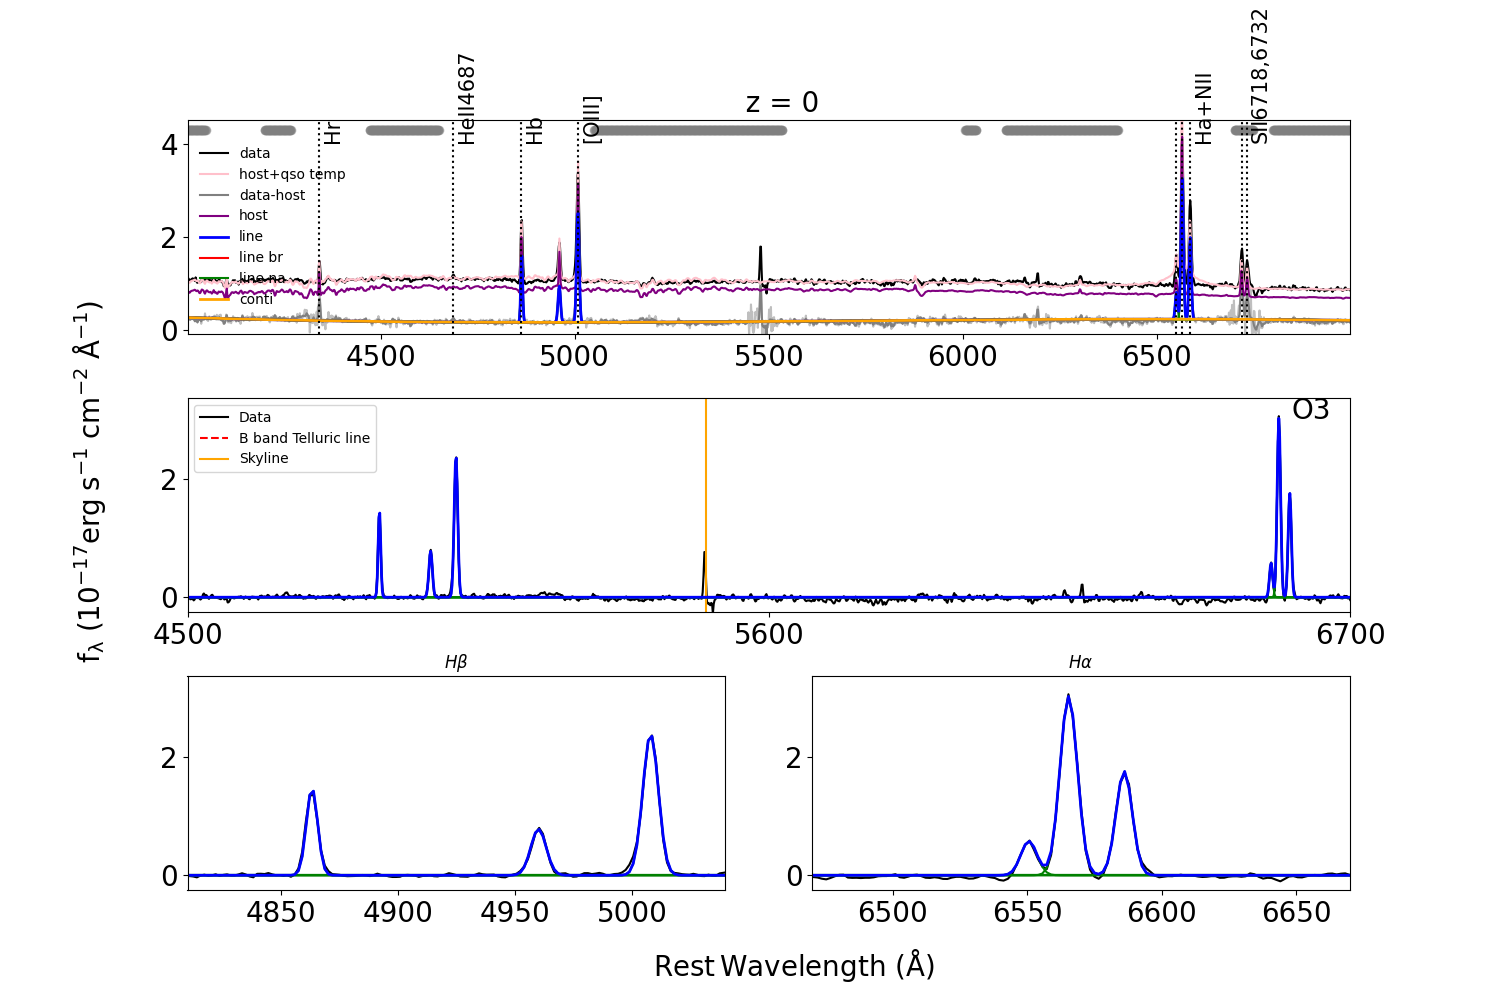 z = 0
Hr
HeII4687
Hb
[OIII]
Ha+NII
SII6718,6732
4
2
0
data
host+qso temp
data-host
host
line
line br
line na
conti
4500 5000 5500 6000 6500
Data
B band Telluric line
Skyline
O3
2
0
4500 5600 6700
Hβ
Hα
2
0
4850 4900 4950 5000
2
0
6500 6550 6600 6650
fλ (10⁻¹⁷erg s⁻¹ cm⁻² Å⁻¹)
Rest Wavelength (Å)